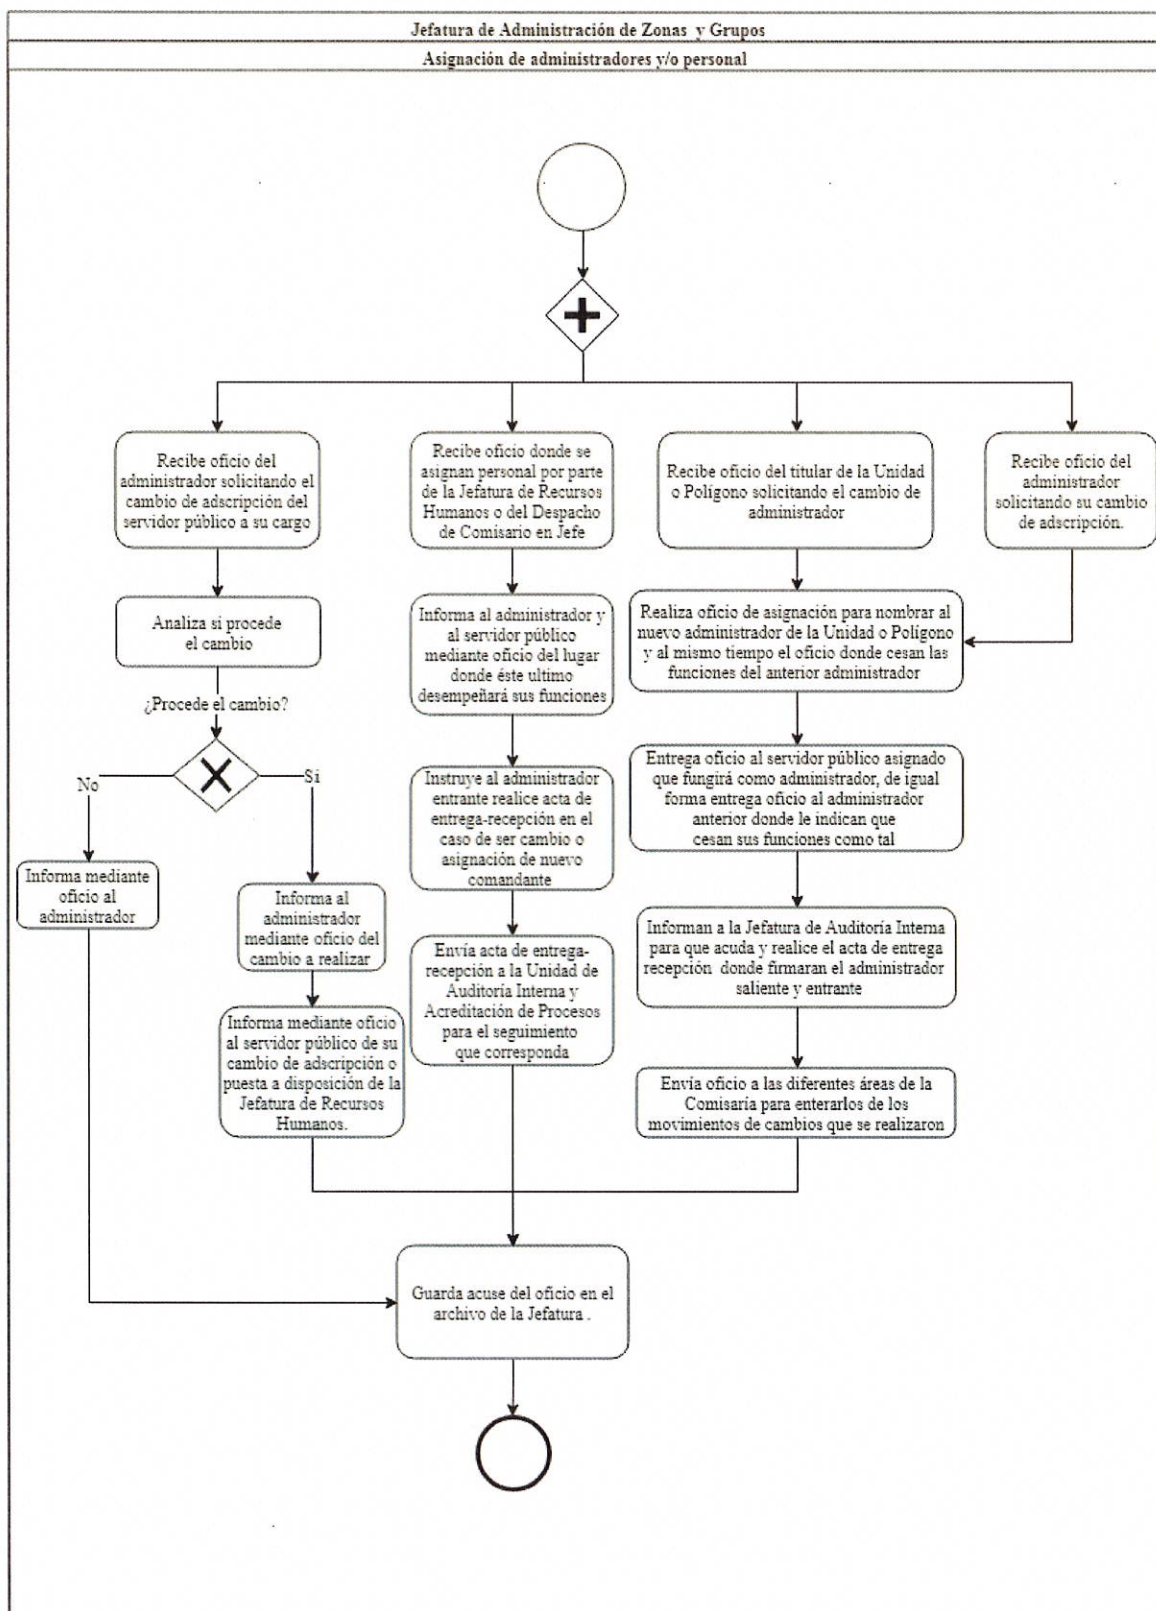 Jefatura de Administración de Zonas y Grupos
Asignación de administradores y/o personal
Recibe oficio del
administrador solicitando el
cambio de adscripción del
servidor público a su cargo
Analiza si procede
el cambio
¿Procede el cambio?
No
Si
Informa mediante
oficio al
administrador
Informa al
administrador
mediante oficio del
cambio a realizar
Informa mediante oficio
al servidor público de su
cambio de adscripción o
puesta a disposición de la
Jefatura de Recursos
Humanos.
Recibe oficio donde se
asignan personal por parte
de la Jefatura de Recursos
Humanos o del Despacho
de Comisario en Jefe
Informa al administrador y
al servidor público
mediante oficio del lugar
donde éste ultimo
desempeñará sus funciones
Instruye al administrador
entrante realice acta de
entrega-recepción en el
caso de ser cambio o
asignación de nuevo
comandante
Envía acta de entrega-
recepción a la Unidad de
Auditoría Interna y
Acreditación de Procesos
para el seguimiento
que corresponda
Recibe oficio del titular de la Unidad
o Polígono solicitando el cambio de
administrador
Recibe oficio del
administrador
solicitando su cambio
de adscripción.
Realiza oficio de asignación para nombrar al
nuevo administrador de la Unidad o Polígono
y al mismo tiempo el oficio donde cesan las
funciones del anterior administrador
Entrega oficio al servidor público asignado
que fungirá como administrador, de igual
forma entrega oficio al administrador
anterior donde le indican que
cesan sus funciones como tal
Informan a la Jefatura de Auditoría Interna
para que acuda y realice el acta de entrega
recepción donde firmaran el administrador
saliente y entrante
Envía oficio a las diferentes áreas de la
Comisaría para enterarlos de los
movimientos de cambios que se realizaron
Guarda acuse del oficio en el
archivo de la Jefatura .